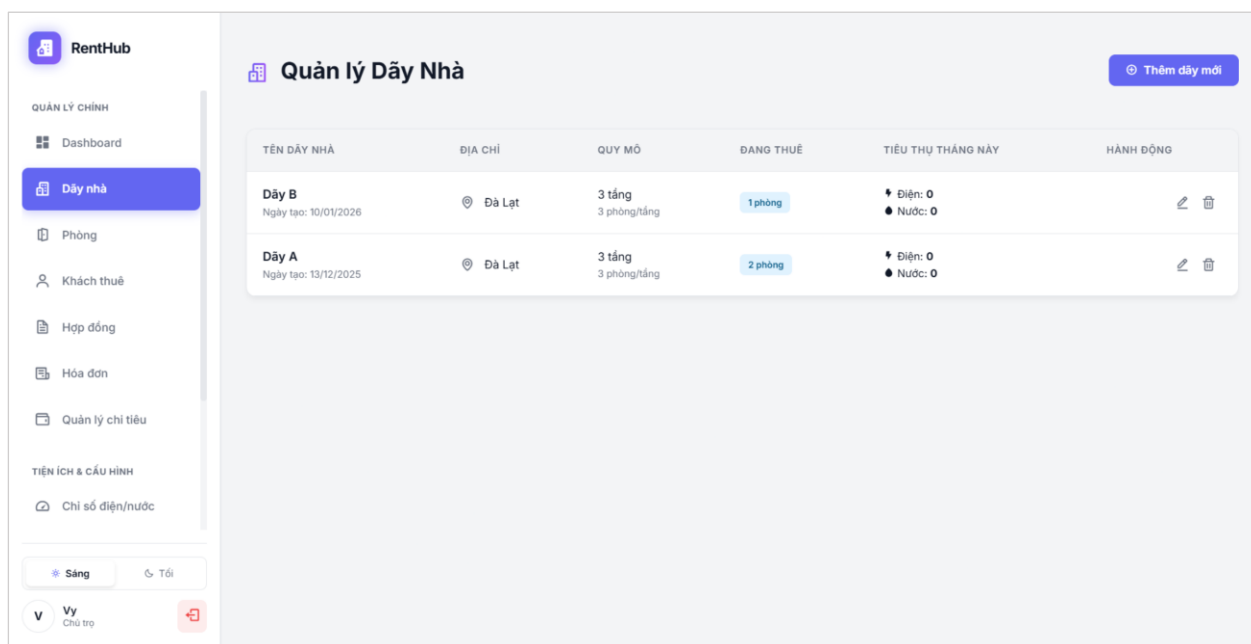 RentHub
QUẢN LÝ CHÍNH
Dashboard
Dãy nhà
Phòng
Khách thuê
Hợp đồng
Hóa đơn
Quản lý chi tiêu
TIỆN ÍCH & CẤU HÌNH
Chỉ số điện/nước
Sáng Tối
V Vy
Chủ trọ
Quản lý Dãy Nhà
Thêm dãy mới
TÊN DÃY NHÀ ĐỊA CHỈ QUY MÔ ĐANG THUÊ TIÊU THỤ THÁNG NÀY HÀNH ĐỘNG
Dãy B Đà Lạt 3 tầng 1 phòng Điện: 0
Ngày tạo: 10/01/2026 3 phòng/tầng Nước: 0
Dãy A Đà Lạt 3 tầng 2 phòng Điện: 0
Ngày tạo: 13/12/2025 3 phòng/tầng Nước: 0